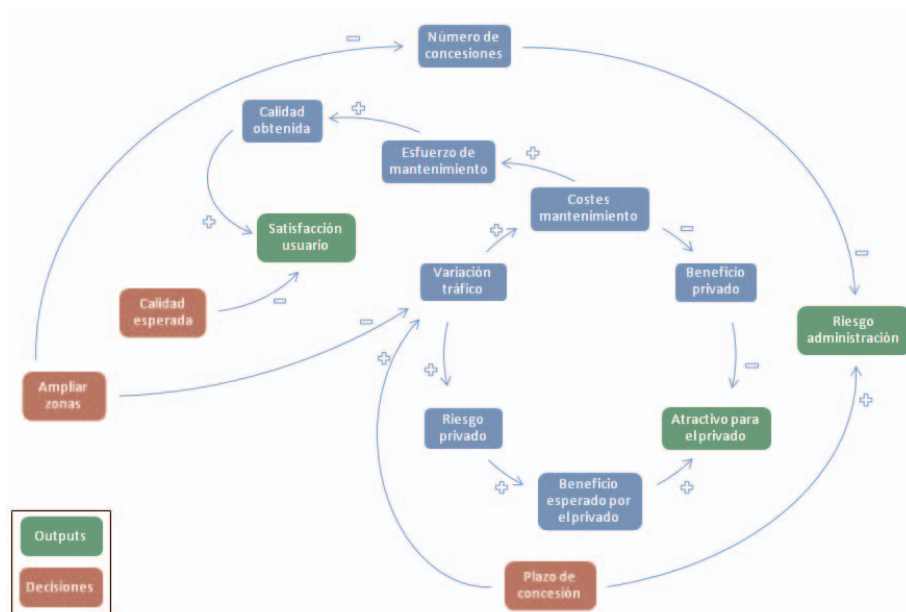 Número de
concesiones
Calidad
obtenida
Esfuerzo de
mantenimiento
Costes
mantenimiento
Satisfacción
usuario
Variación
tráfico
Beneficio
privado
Calidad
esperada
Riesgo
administración
Ampliar
zonas
Riesgo
privado
Atractivo para
el privado
Beneficio
esperado por
el privado
Outputs
Plazo de
concesión
Decisiones